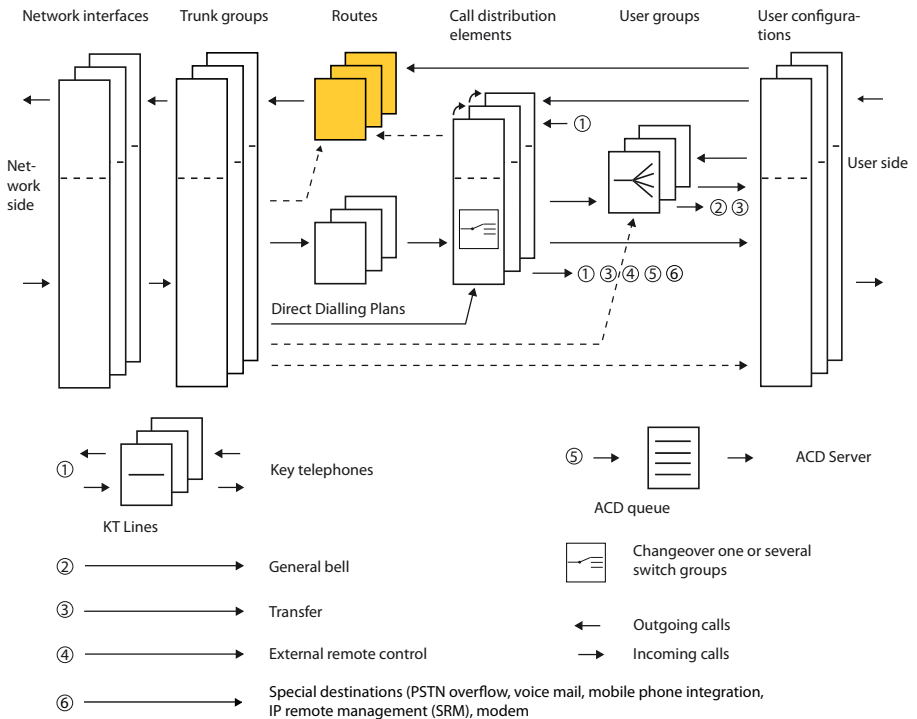 Network interfaces
Trunk groups
Routes
Call distribution
elements
User groups
User configura-
tions
①
Net-
work
side
User side
② ③
① ③ ④ ⑤ ⑥
Direct Dialling Plans
①
Key telephones
KT Lines
⑤
ACD Server
ACD queue
② General bell
Changeover one or several
switch groups
③ Transfer
Outgoing calls
④ External remote control
Incoming calls
⑥ Special destinations (PSTN overflow, voice mail, mobile phone integration,
IP remote management (SRM), modem